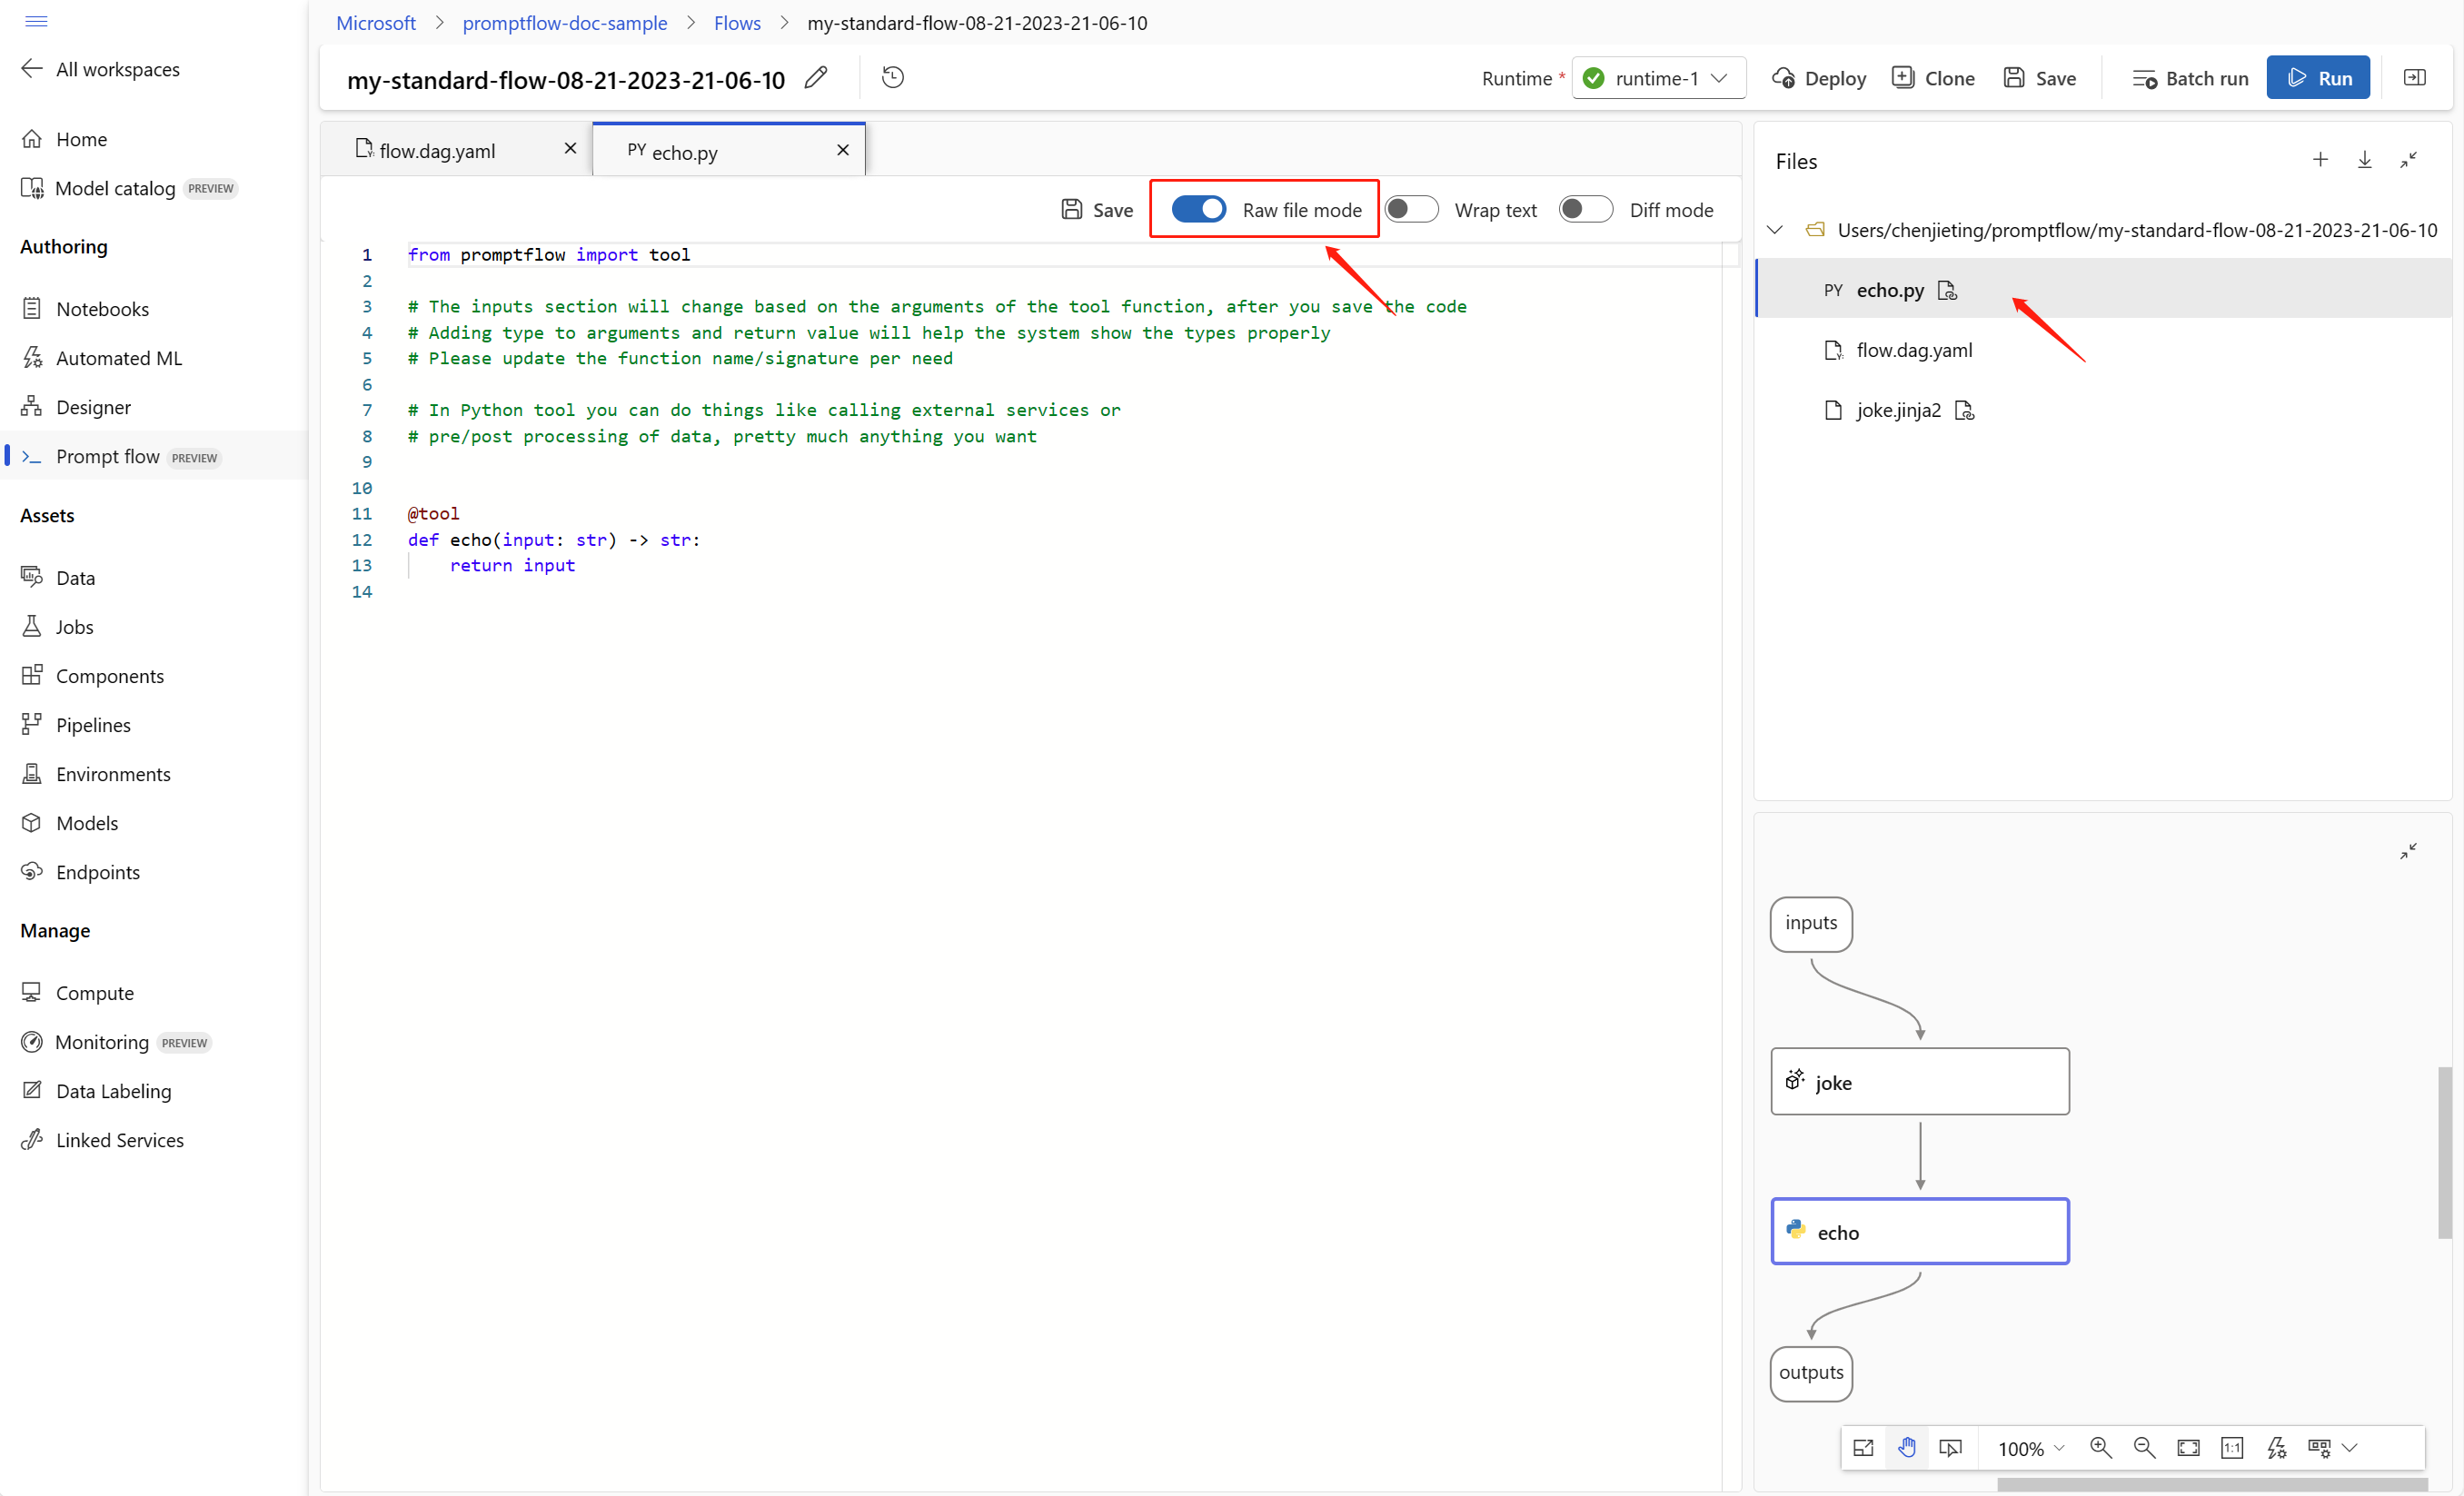 Microsoft > promptflow-doc-sample > Flows > my-standard-flow-08-21-2023-21-06-10
All workspaces
Home
Model catalog PREVIEW
Authoring
Notebooks
Automated ML
Designer
Prompt flow PREVIEW
Assets
Data
Jobs
Components
Pipelines
Environments
Models
Endpoints
Manage
Compute
Monitoring PREVIEW
Data Labeling
Linked Services
my-standard-flow-08-21-2023-21-06-10
Runtime * runtime-1 Deploy Clone Save Batch run Run
flow.dag.yaml PY echo.py
Save Raw file mode Wrap text Diff mode
1 from promptflow import tool
2
3 # The inputs section will change based on the arguments of the tool function, after you save the code
4 # Adding type to arguments and return value will help the system show the types properly
5 # Please update the function name/signature per need
6
7 # In Python tool you can do things like calling external services or
8 # pre/post processing of data, pretty much anything you want
9
10
11 @tool
12 def echo(input: str) -> str:
13 return input
14
Files
Users/chenjieting/promptflow/my-standard-flow-08-21-2023-21-06-10
PY echo.py
flow.dag.yaml
joke.jinja2
inputs
joke
echo
outputs
100% 1:1